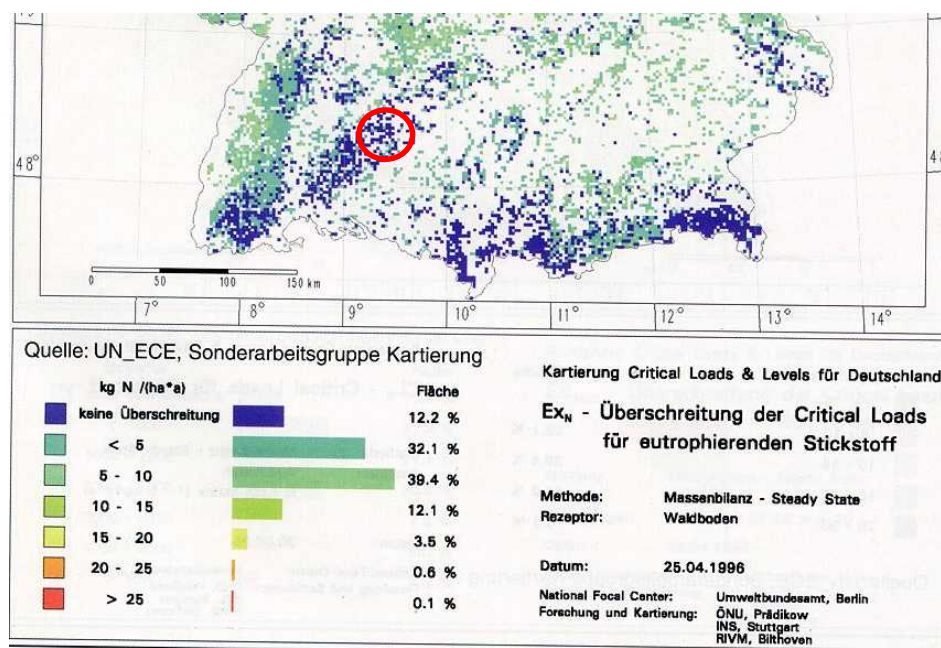 48°
48
0 50 100 150 km
7° 8° 9° 10° 11° 12° 13° 14°
Quelle: UN_ECE, Sonderarbeitsgruppe Kartierung
kg N /(ha*a) Fläche
keine Überschreitung 12.2 %
< 5 32.1 %
5 - 10 39.4 %
10 - 15 12.1 %
15 - 20 3.5 %
20 - 25 0.6 %
> 25 0.1 %
Kartierung Critical Loads & Levels für Deutschland
ExN - Überschreitung der Critical Loads
für eutrophierenden Stickstoff
Methode: Massenbilanz - Steady State
Rezeptor: Waldboden
Datum: 25.04.1996
National Focal Center: Umweltbundesamt, Berlin
Forschung und Kartierung: ÖNU, Prädikow
INS, Stuttgart
RIVM, Bilthoven